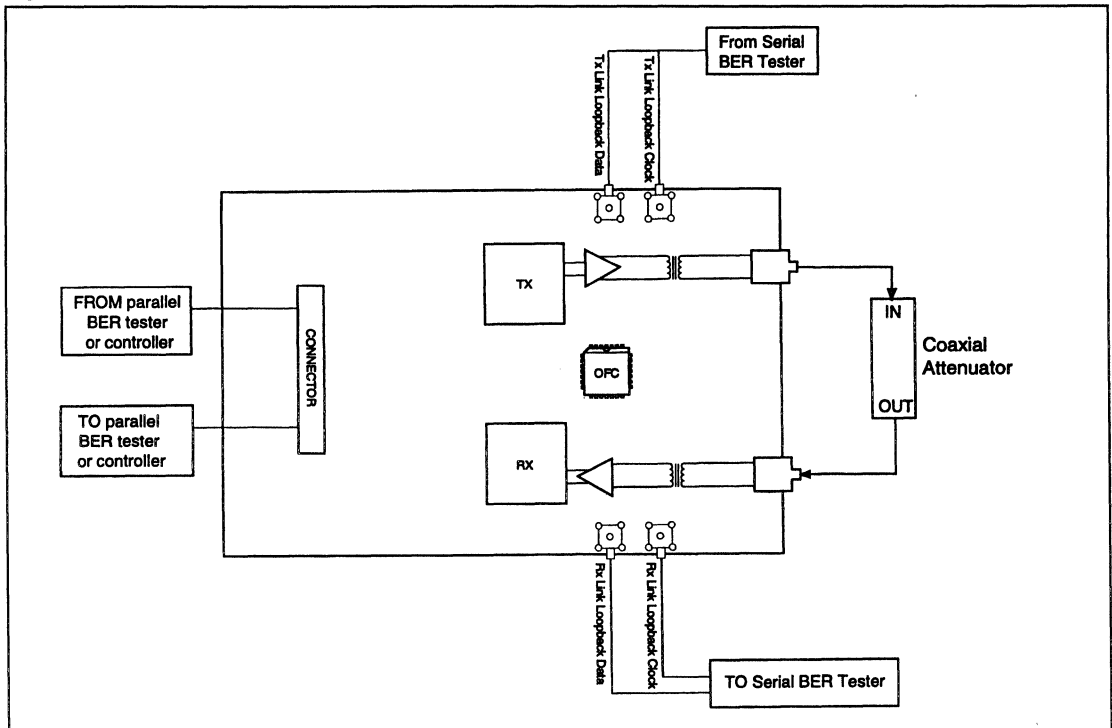 From Serial
BER Tester
Tx Link Loopback Data
Tx Link Loopback Clock
TX
FROM parallel
BER tester
or controller
CONNECTOR
IN
Coaxial
Attenuator
OFC
OUT
TO parallel
BER tester
or controller
RX
Rx Link Loopback Data
Rx Link Loopback Clock
TO Serial BER Tester